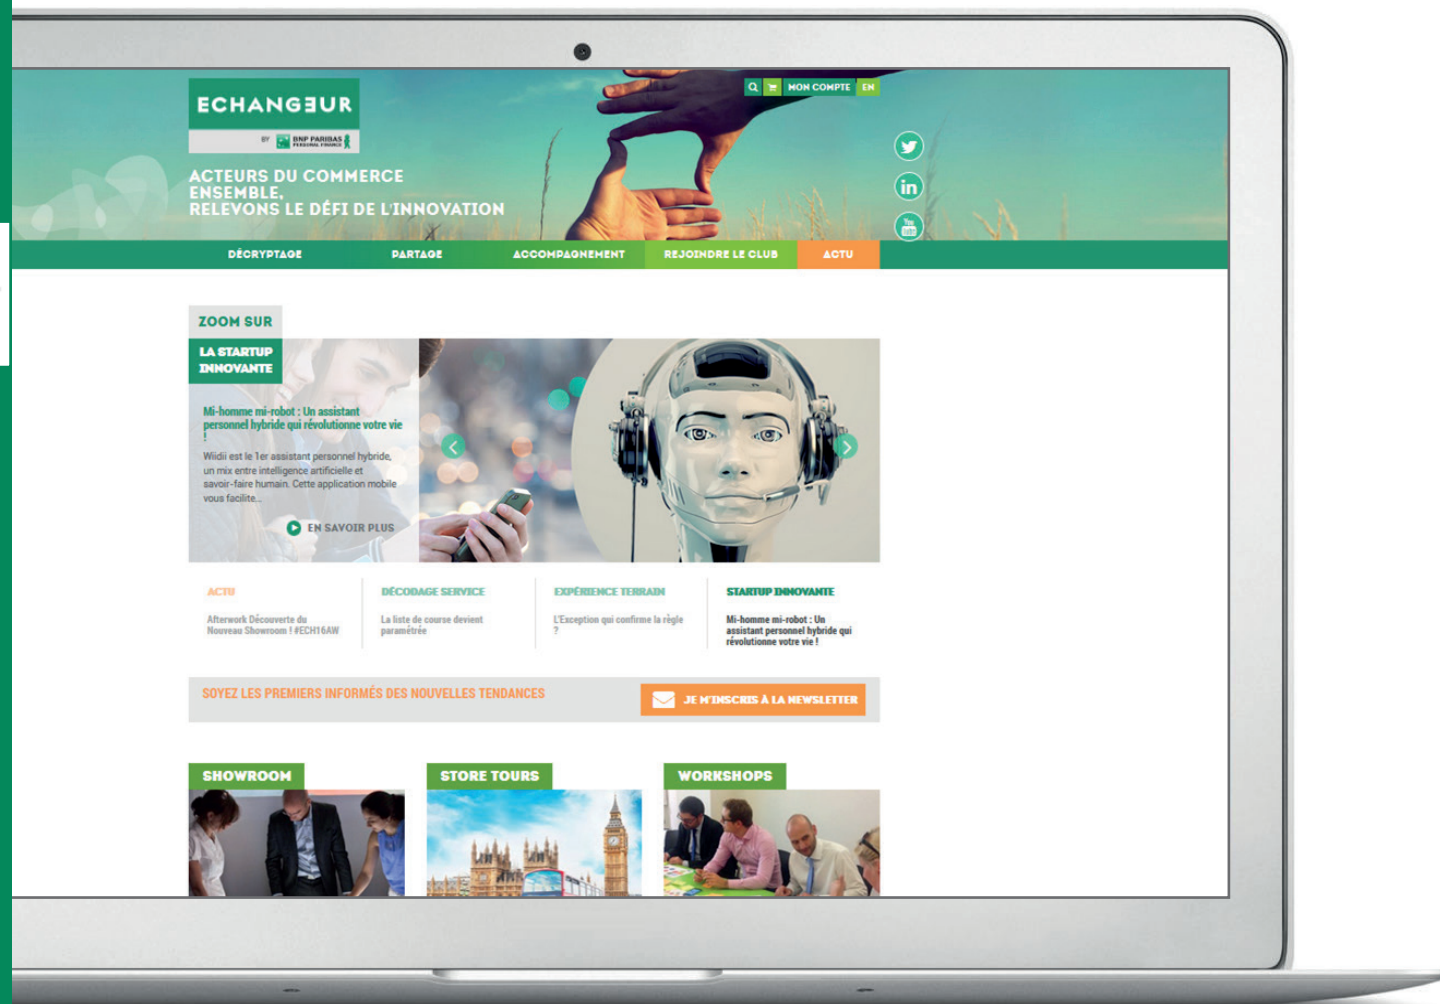 ECHANGEUR
BY BNP PARIBAS
PERSONAL FINANCE
MON COMPTE EN
ACTEURS DU COMMERCE
ENSEMBLE,
RELEVONS LE DÉFI DE L'INNOVATION
You
Tube
DÉCRYPTAGE PARTAGE ACCOMPAGNEMENT REJOINDRE LE CLUB ACTU
ZOOM SUR
LA STARTUP
INNOVANTE
Mi-homme mi-robot : Un assistant
personnel hybride qui révolutionne votre vie
!
Wiidii est le 1er assistant personnel hybride,
un mix entre intelligence artificielle et
savoir-faire humain. Cette application mobile
vous facilite...
EN SAVOIR PLUS
ACTU
Afterwork Découverte du
Nouveau Showroom ! #ECH16AW
DÉCODAGE SERVICE
La liste de course devient
paramétrée
EXPÉRIENCE TERRAIN
L'Exception qui confirme la règle
?
STARTUP INNOVANTE
Mi-homme mi-robot : Un
assistant personnel hybride qui
révolutionne votre vie !
SOYEZ LES PREMIERS INFORMÉS DES NOUVELLES TENDANCES
JE M'INSCRIS À LA NEWSLETTER
SHOWROOM
STORE TOURS
WORKSHOPS